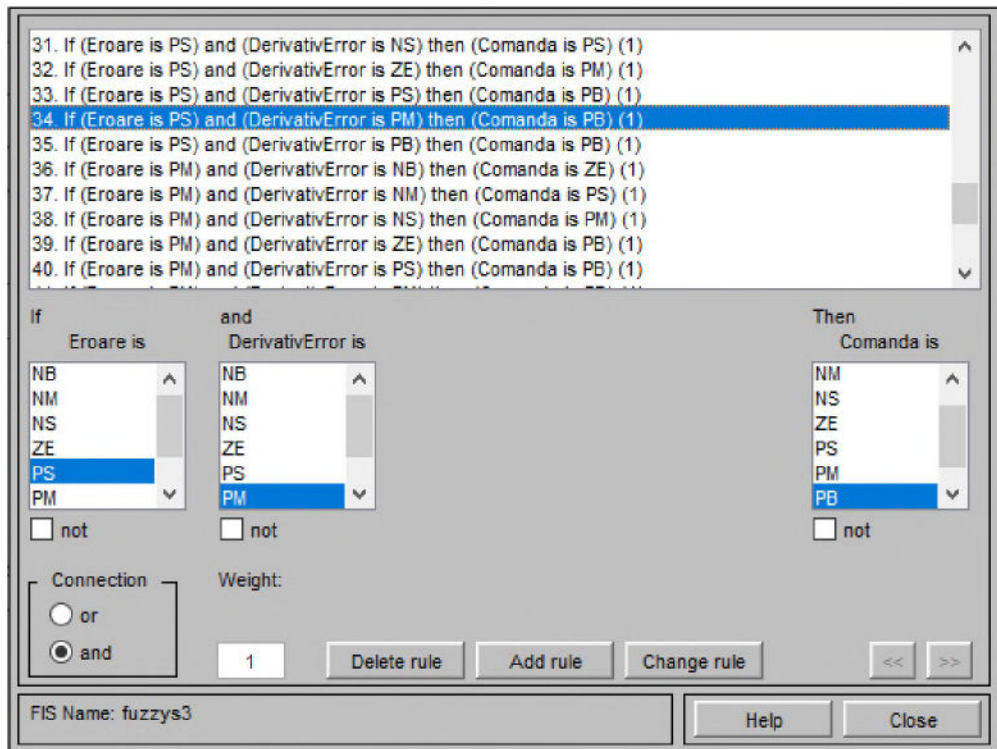 31. If (Eroare is PS) and (DerivativError is NS) then (Comanda is PS) (1)
32. If (Eroare is PS) and (DerivativError is ZE) then (Comanda is PM) (1)
33. If (Eroare is PS) and (DerivativError is PS) then (Comanda is PB) (1)
34. If (Eroare is PS) and (DerivativError is PM) then (Comanda is PB) (1)
35. If (Eroare is PS) and (DerivativError is PB) then (Comanda is PB) (1)
36. If (Eroare is PM) and (DerivativError is NB) then (Comanda is ZE) (1)
37. If (Eroare is PM) and (DerivativError is NM) then (Comanda is PS) (1)
38. If (Eroare is PM) and (DerivativError is NS) then (Comanda is PM) (1)
39. If (Eroare is PM) and (DerivativError is ZE) then (Comanda is PB) (1)
40. If (Eroare is PM) and (DerivativError is PS) then (Comanda is PB) (1)
If and Then
Eroare is DerivativError is Comanda is
NB NB NM
NM NM NS
NS NS ZE
ZE ZE PS
PS PS PM
PM PM PB
not not not
Connection Weight:
or
and 1 Delete rule Add rule Change rule << >>
FIS Name: fuzzys3 Help Close